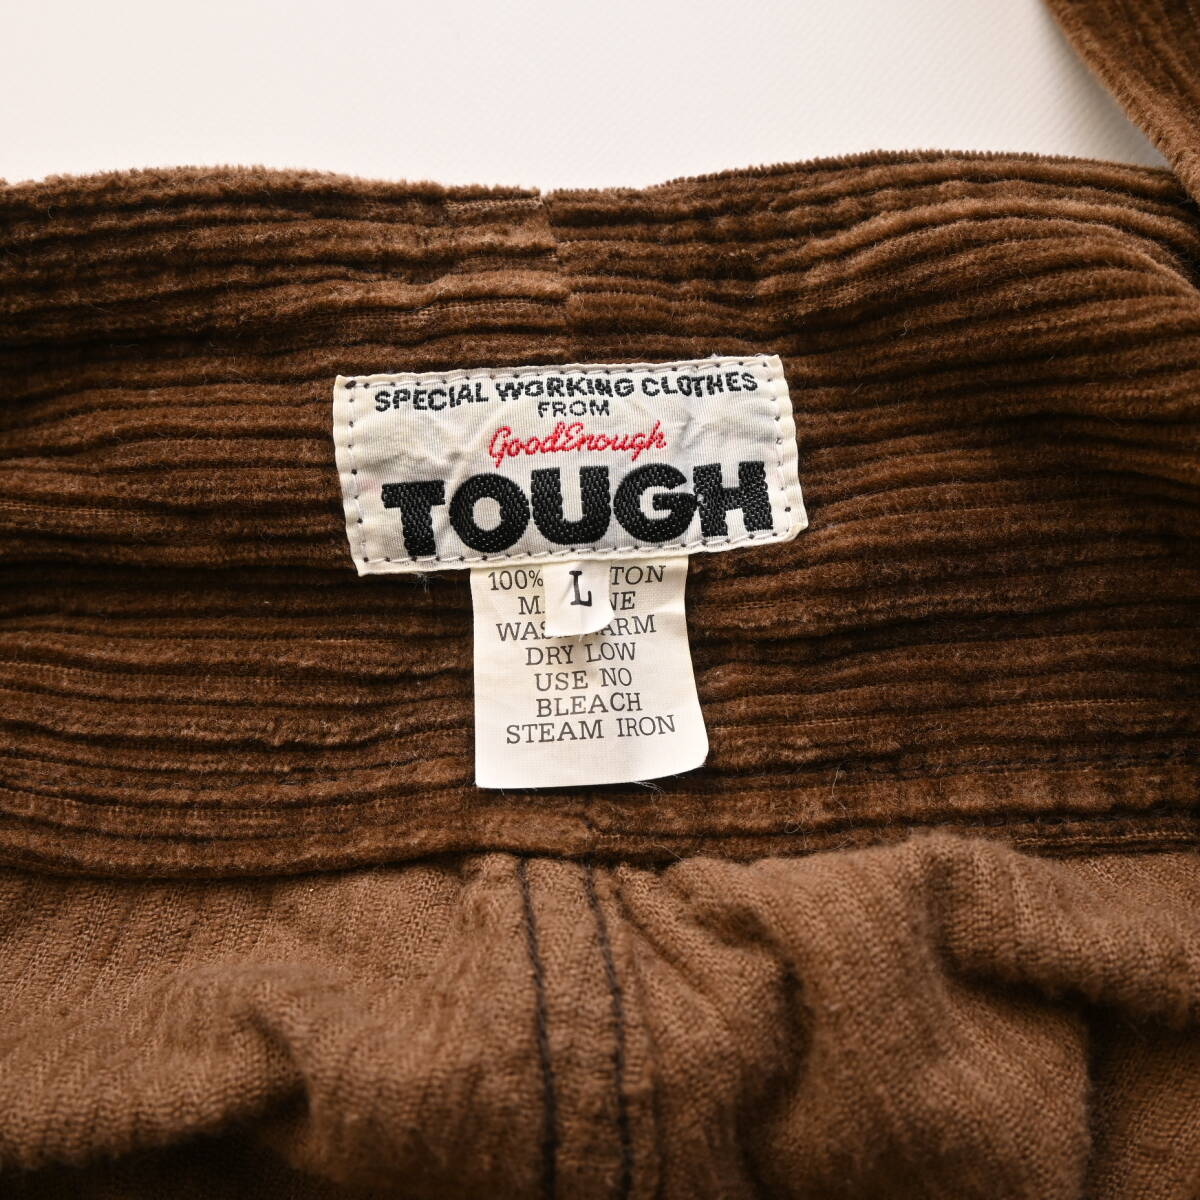 SPECIAL WORKING CLOTHES
FROM
GoodEnough
TOUGH
L
100%
DRY LOW
USE NO
BLEACH
STEAM IRON